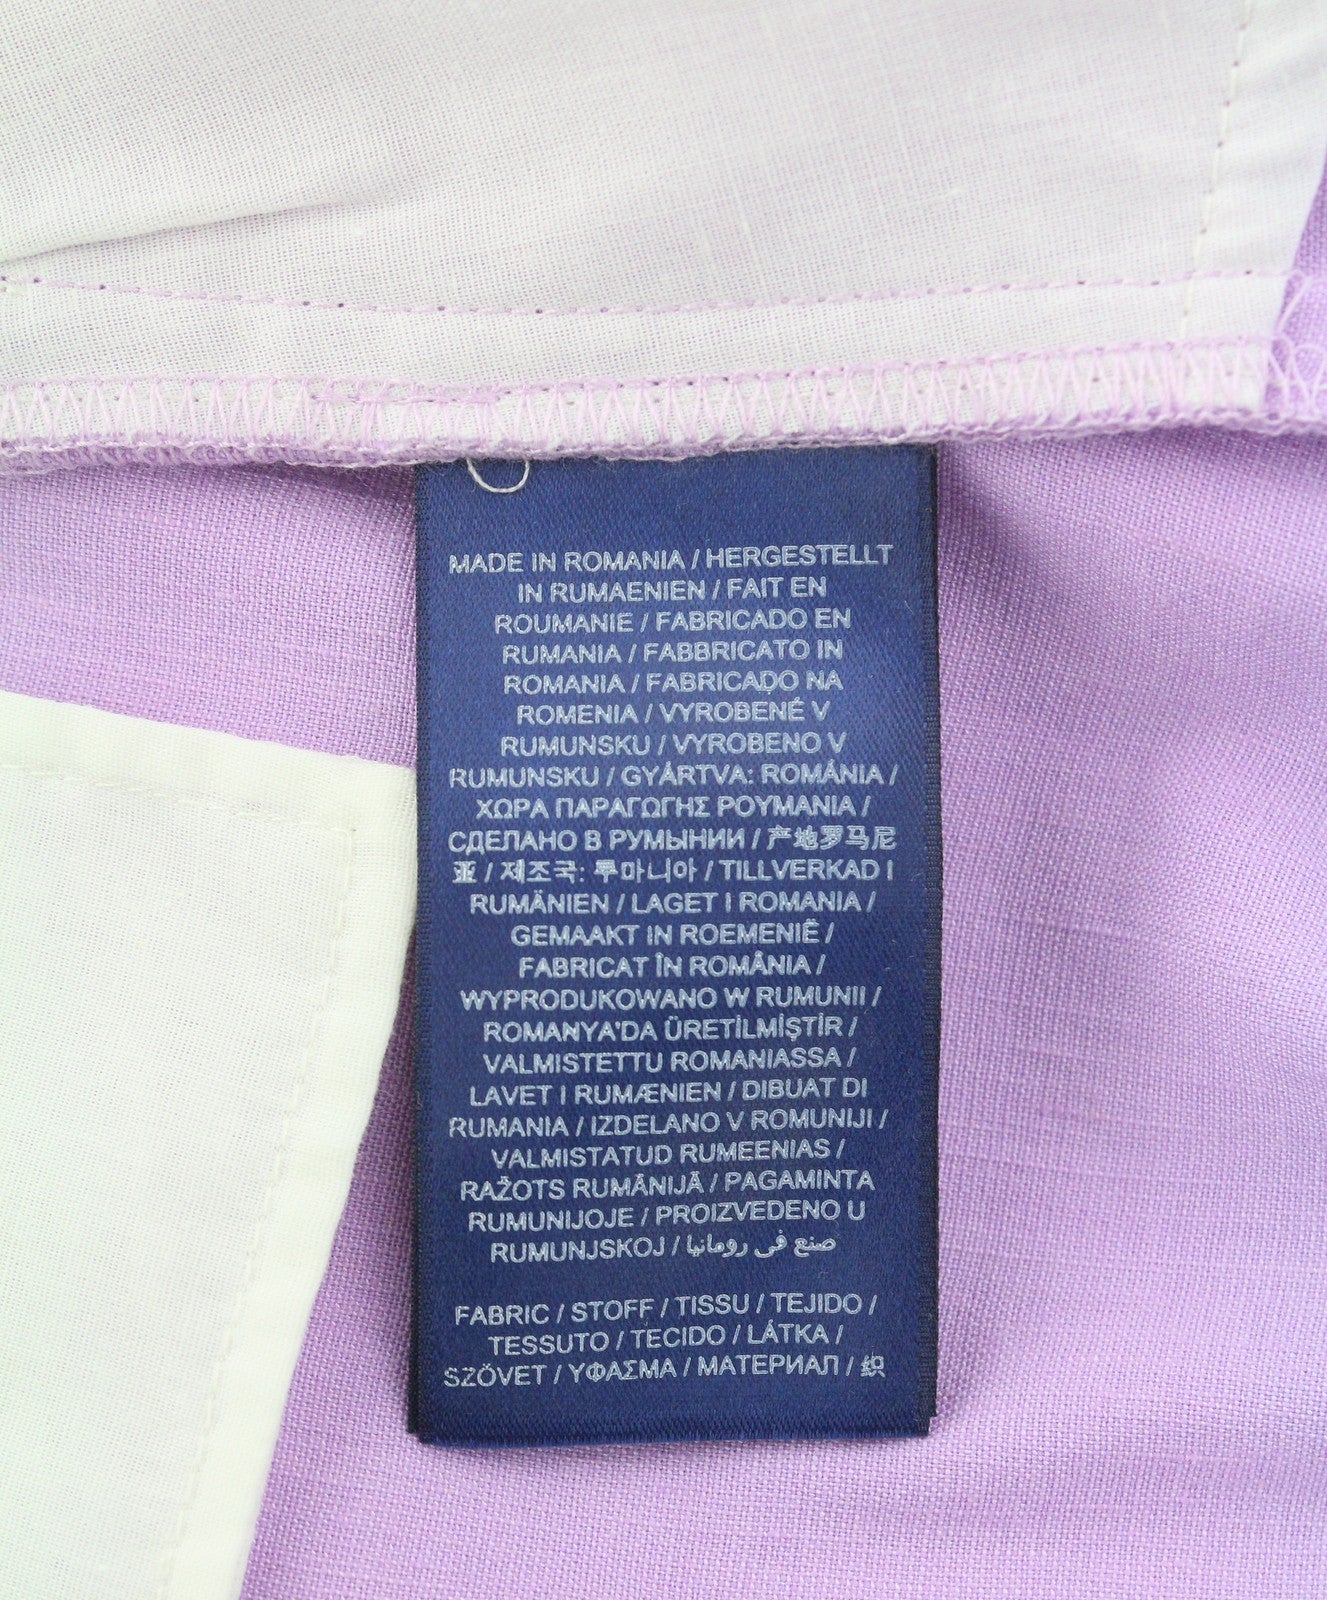 MADE IN ROMANIA / HERGESTELLT
IN RUMAENIEN / FAIT EN
ROUMANIE / FABRICADO EN
RUMANIA / FABBRICATO IN
ROMANIA / FABRICADO NA
ROMENIA / VYROBENÉ V
RUMUNSKU / VYROBENO V
RUMUNSKU / GYÁRTVA: ROMÁNIA /
ΧΩΡΑ ΠΑΡΑΓΩΓΗΣ ΡΟΥΜΑΝΙΑ /
СДЕЛАНО В РУМЫНИИ / 产地罗马尼
亚 / 제조국: 루마니아 / TILLVERKAD I
RUMÄNIEN / LAGET I ROMANIA /
GEMAAKT IN ROEMENIË /
FABRICAT ÎN ROMÂNIA /
WYPRODUKOWANO W RUMUNII /
ROMANYA'DA ÜRETİLMİŞTİR /
VALMISTETTU ROMANIASSA /
LAVET I RUMÆNIEN / DIBUAT DI
RUMANIA / IZDELANO V ROMUNIJI /
VALMISTATUD RUMEENIAS /
RAŽOTS RUMĀNIJĀ / PAGAMINTA
RUMUNIJOJE / PROIZVEDENO U
RUMUNJSKOJ / صنع في رومانيا
FABRIC / STOFF / TISSU / TEJIDO /
TESSUTO / TECIDO / LÁTKA /
SZÖVET / ΥΦΑΣΜΑ / МАТЕРИАЛ / 织